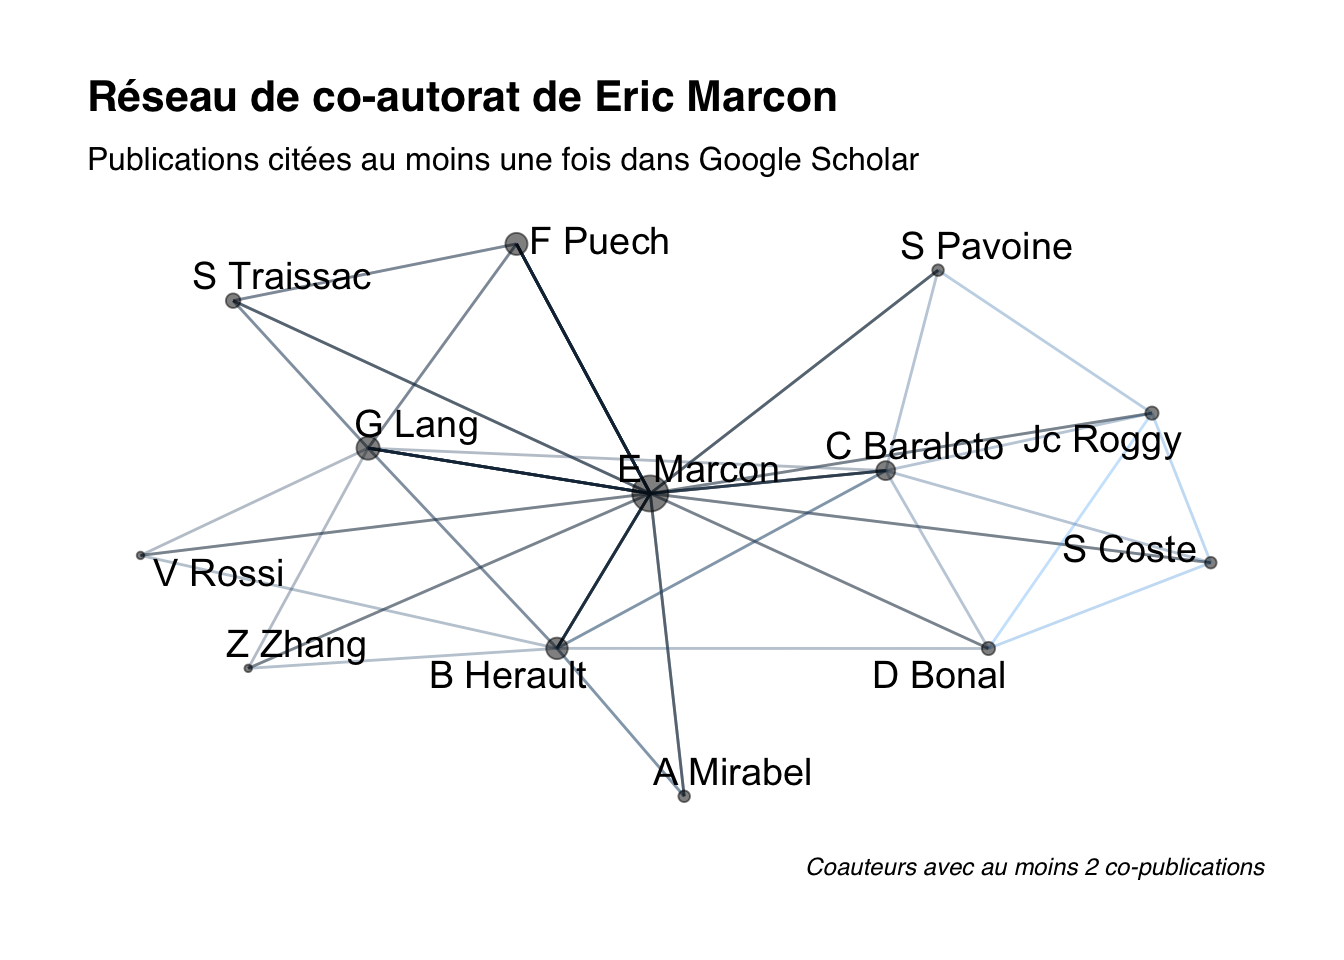 Réseau de co-autorat de Eric Marcon
Publications citées au moins une fois dans Google Scholar
F Puech
S Pavoine
S Traissac
G Lang
C Baraloto
Jc Roggy
E Marcon
S Coste
V Rossi
Z Zhang
B Herault
D Bonal
A Mirabel
Coauteurs avec au moins 2 co-publications